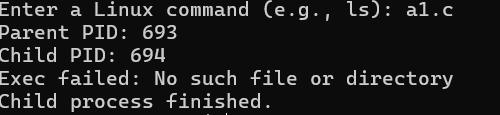 Enter a Linux command (e.g., ls): a1.c
Parent PID: 693
Child PID: 694
Exec failed: No such file or directory
Child process finished.